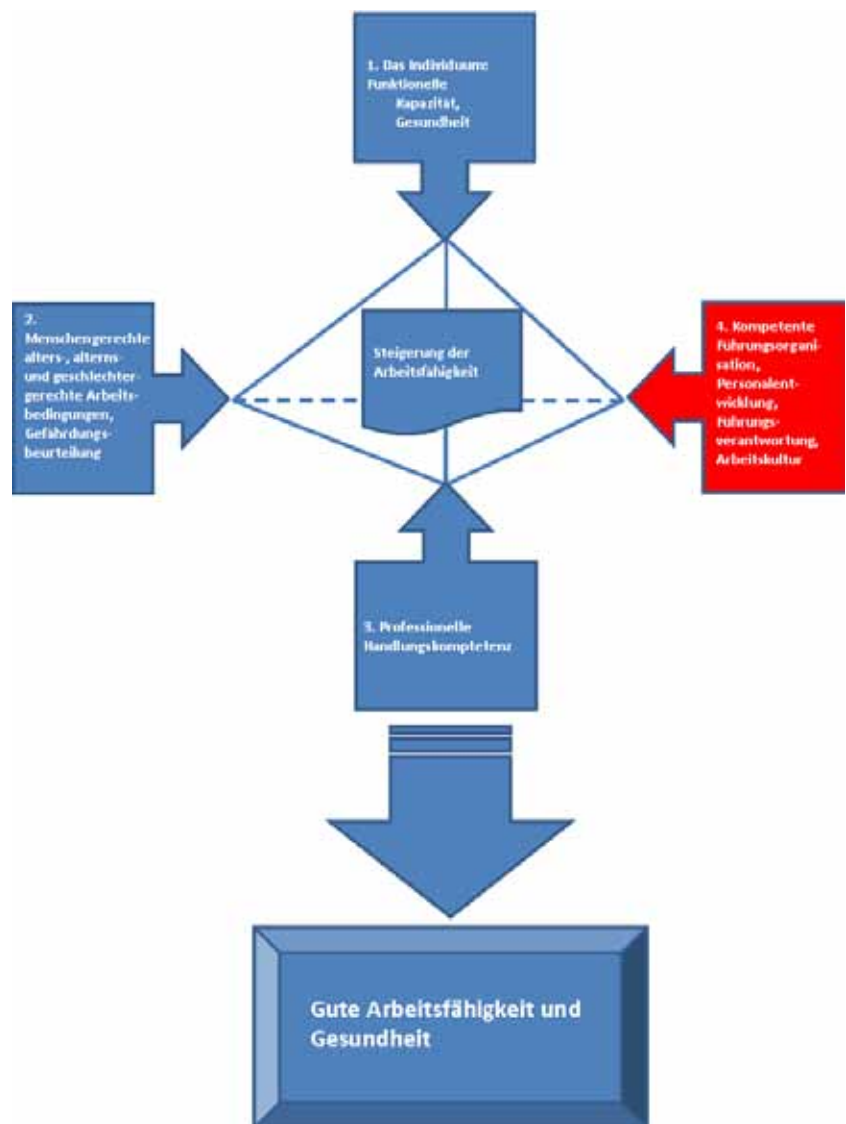 1. Das Individuum:
Funktionelle
Kapazität,
Gesundheit
2.
Menschengerechte
alters-, alterns-
und geschlechter-
gerechte Arbeits-
bedingungen,
Gefährdungs-
beurteilung
Steigerung der
Arbeitsfähigkeit
4. Kompetente
Führungsorgani-
sation,
Personalent-
wicklung,
Führungs-
verantwortung,
Arbeitskultur
3. Professionelle
Handlungskomptetenz
Gute Arbeitsfähigkeit und
Gesundheit